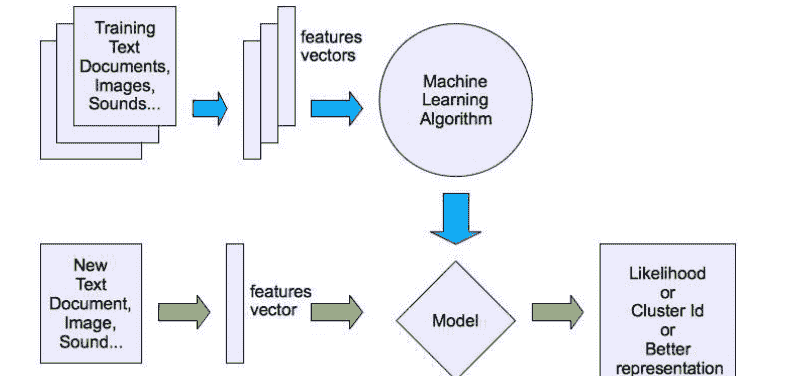 Training
Text
Documents,
Images,
Sounds...
features
vectors
Machine
Learning
Algorithm
New
Text
Document,
Image,
Sound...
features
vector
Model
Likelihood
or
Cluster Id
or
Better
representation